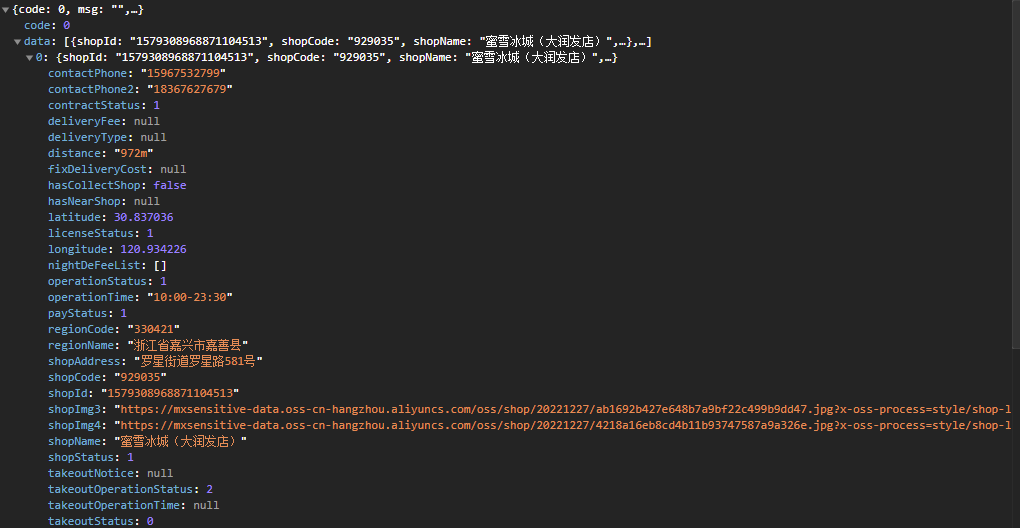 {code: 0, msg: "",…}
code: 0
data: [{shopId: "1579308968871104513", shopCode: "929035", shopName: "蜜雪冰城（大润发店）",…},…]
0: {shopId: "1579308968871104513", shopCode: "929035", shopName: "蜜雪冰城（大润发店）",…}
contactPhone: "15967532799"
contactPhone2: "18367627679"
contractStatus: 1
deliveryFee: null
deliveryType: null
distance: "972m"
fixDeliveryCost: null
hasCollectShop: false
hasNearShop: null
latitude: 30.837036
licenseStatus: 1
longitude: 120.934226
nightDeFeeList: []
operationStatus: 1
operationTime: "10:00-23:30"
payStatus: 1
regionCode: "330421"
regionName: "浙江省嘉兴市嘉善县"
shopAddress: "罗星街道罗星路581号"
shopCode: "929035"
shopId: "1579308968871104513"
shopImg3: "https://mxsensitive-data.oss-cn-hangzhou.aliyuncs.com/oss/shop/20221227/ab1692b427e648b7a9bf22c499b9dd47.jpg?x-oss-process=style/shop-l
shopImg4: "https://mxsensitive-data.oss-cn-hangzhou.aliyuncs.com/oss/shop/20221227/4218a16eb8cd4b11b93747587a9a326e.jpg?x-oss-process=style/shop-l
shopName: "蜜雪冰城（大润发店）"
shopStatus: 1
takeoutNotice: null
takeoutOperationStatus: 2
takeoutOperationTime: null
takeoutStatus: 0